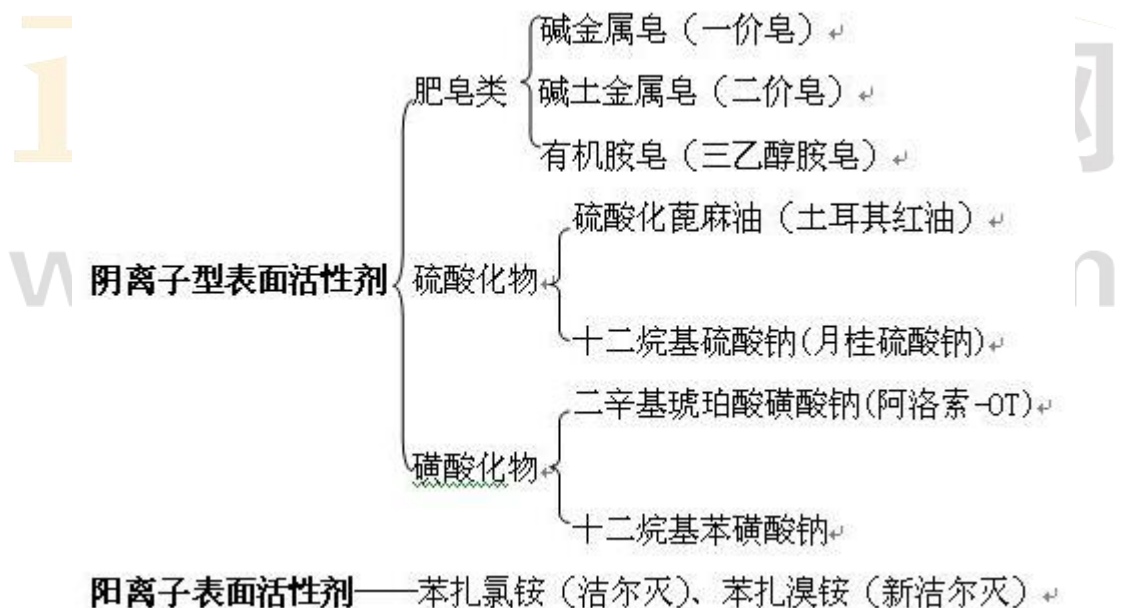 碱金属皂（一价皂）
肥皂类
碱土金属皂（二价皂）
有机胺皂（三乙醇胺皂）
硫酸化蓖麻油（土耳其红油）
阴离子型表面活性剂
硫酸化物
十二烷基硫酸钠(月桂硫酸钠)
二辛基琥珀酸磺酸钠(阿洛索-OT)
磺酸化物
十二烷基苯磺酸钠
阳离子表面活性剂——苯扎氯铵（洁尔灭）、苯扎溴铵（新洁尔灭）